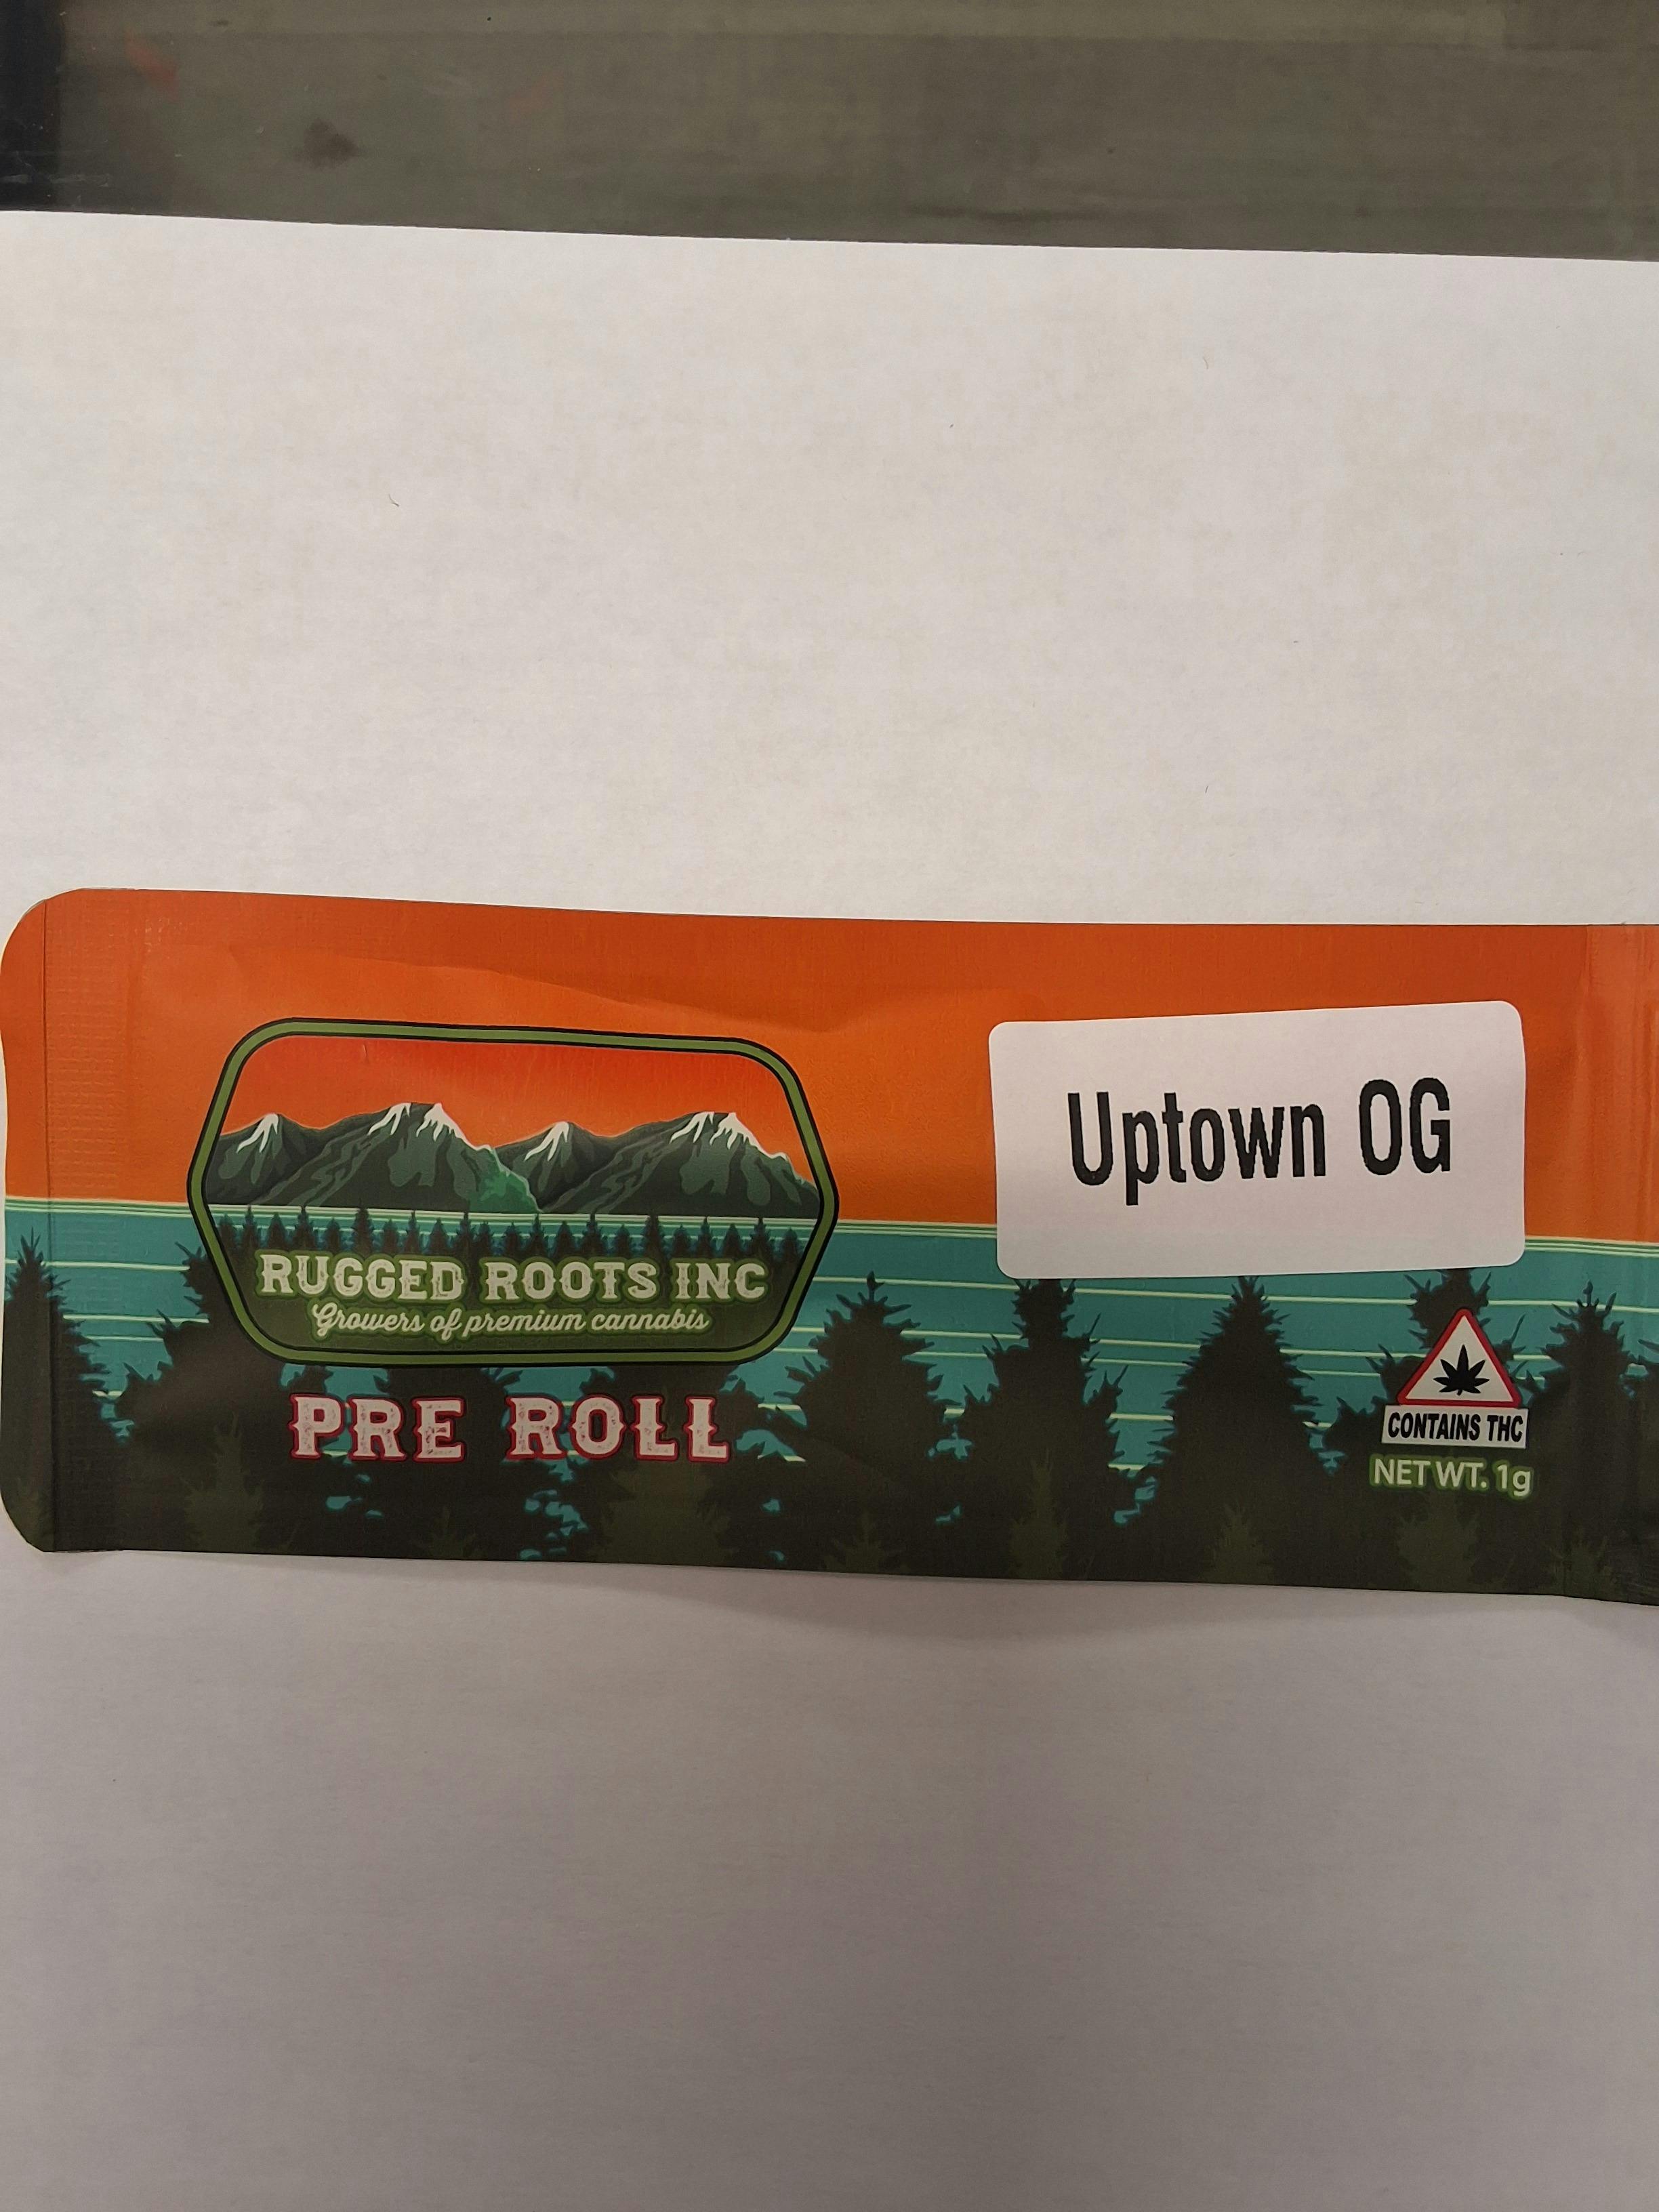 Uptown OG
RUGGED ROOTS INC
Growers of premium cannabis
PRE ROLL
CONTAINS THC
NET WT. 1g